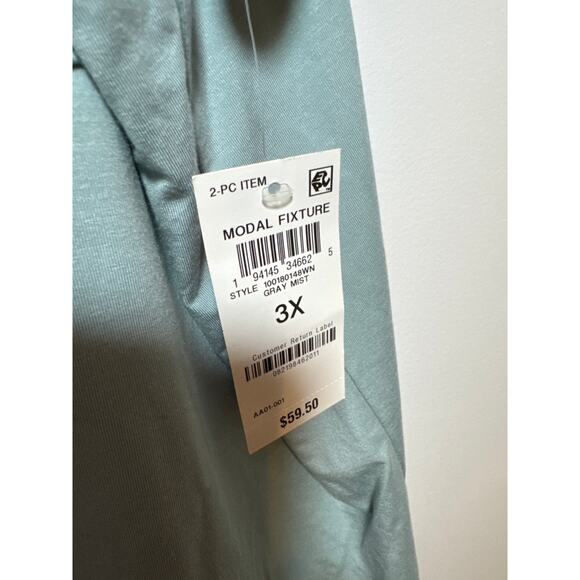 2-PC ITEM
MODAL FIXTURE
1 94145 34662 5
STYLE 100180148WN
GRAY MIST
3X
Customer Return Label
082198462011
AA01-001
$59.50